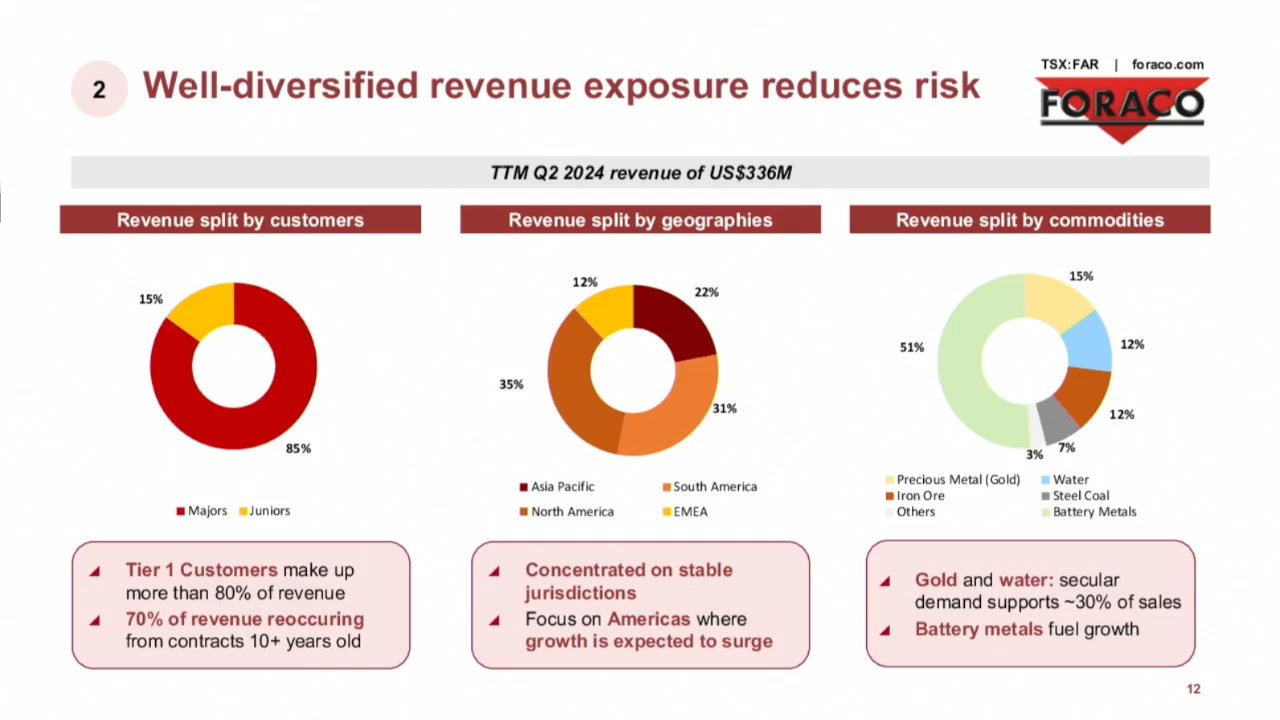 2
Well-diversified revenue exposure reduces risk
TSX:FAR | foraco.com
FORACO
TTM Q2 2024 revenue of US$336M
Revenue split by customers
15%
85%
Majors Juniors
Tier 1 Customers make up
more than 80% of revenue
70% of revenue reoccuring
from contracts 10+ years old
Revenue split by geographies
12%
22%
35%
31%
Asia Pacific South America
North America EMEA
Concentrated on stable
jurisdictions
Focus on Americas where
growth is expected to surge
Revenue split by commodities
15%
51%
12%
12%
7%
3%
Precious Metal (Gold) Water
Iron Ore Steel Coal
Others Battery Metals
Gold and water: secular
demand supports ~30% of sales
Battery metals fuel growth
12